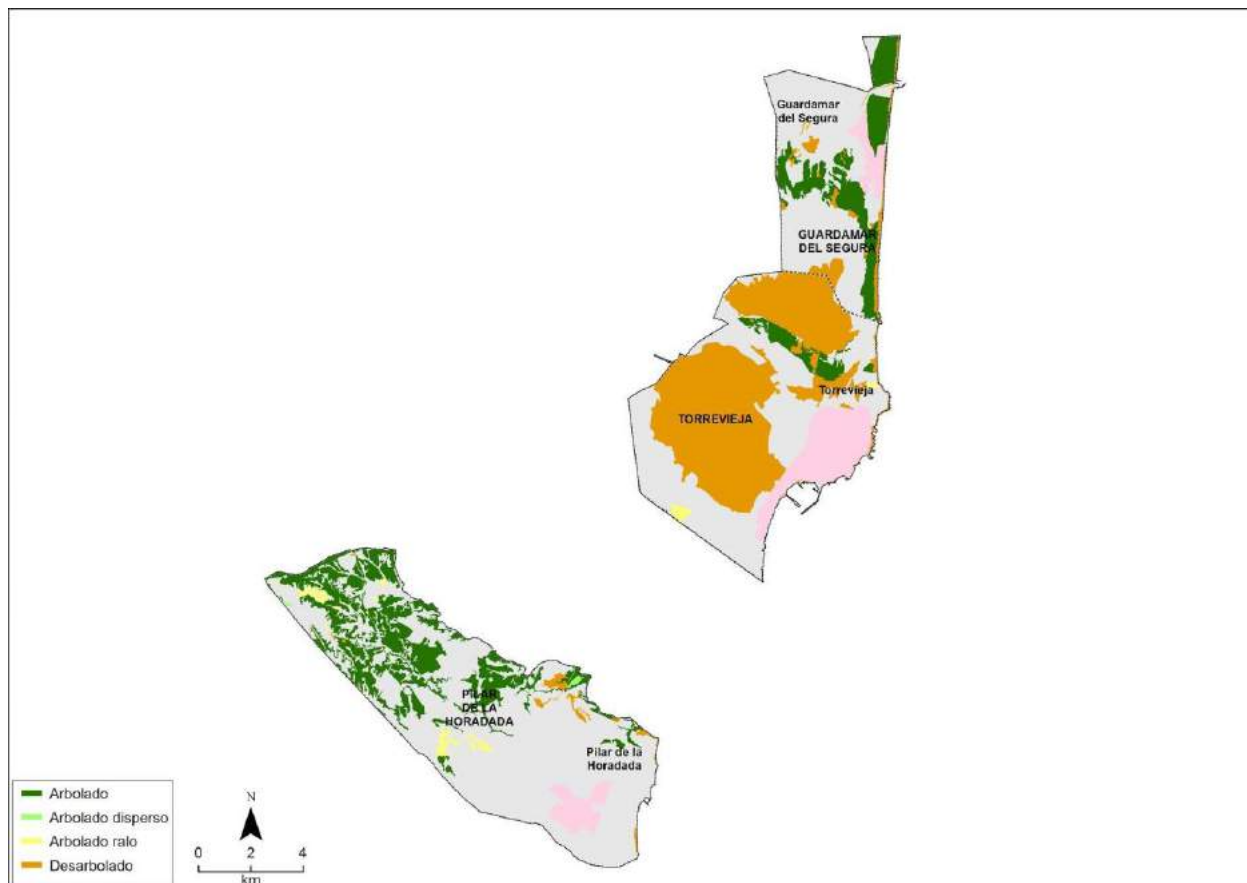 Guardamar
del Segura
GUARDAMAR
DEL SEGURA
Torrevieja
TORREVIEJA
PILAR
DE LA
HORADADA
Pilar de la
Horadada
Arbolado
Arbolado disperso
Arbolado ralo
Desarbolado
N
0 2 4
km